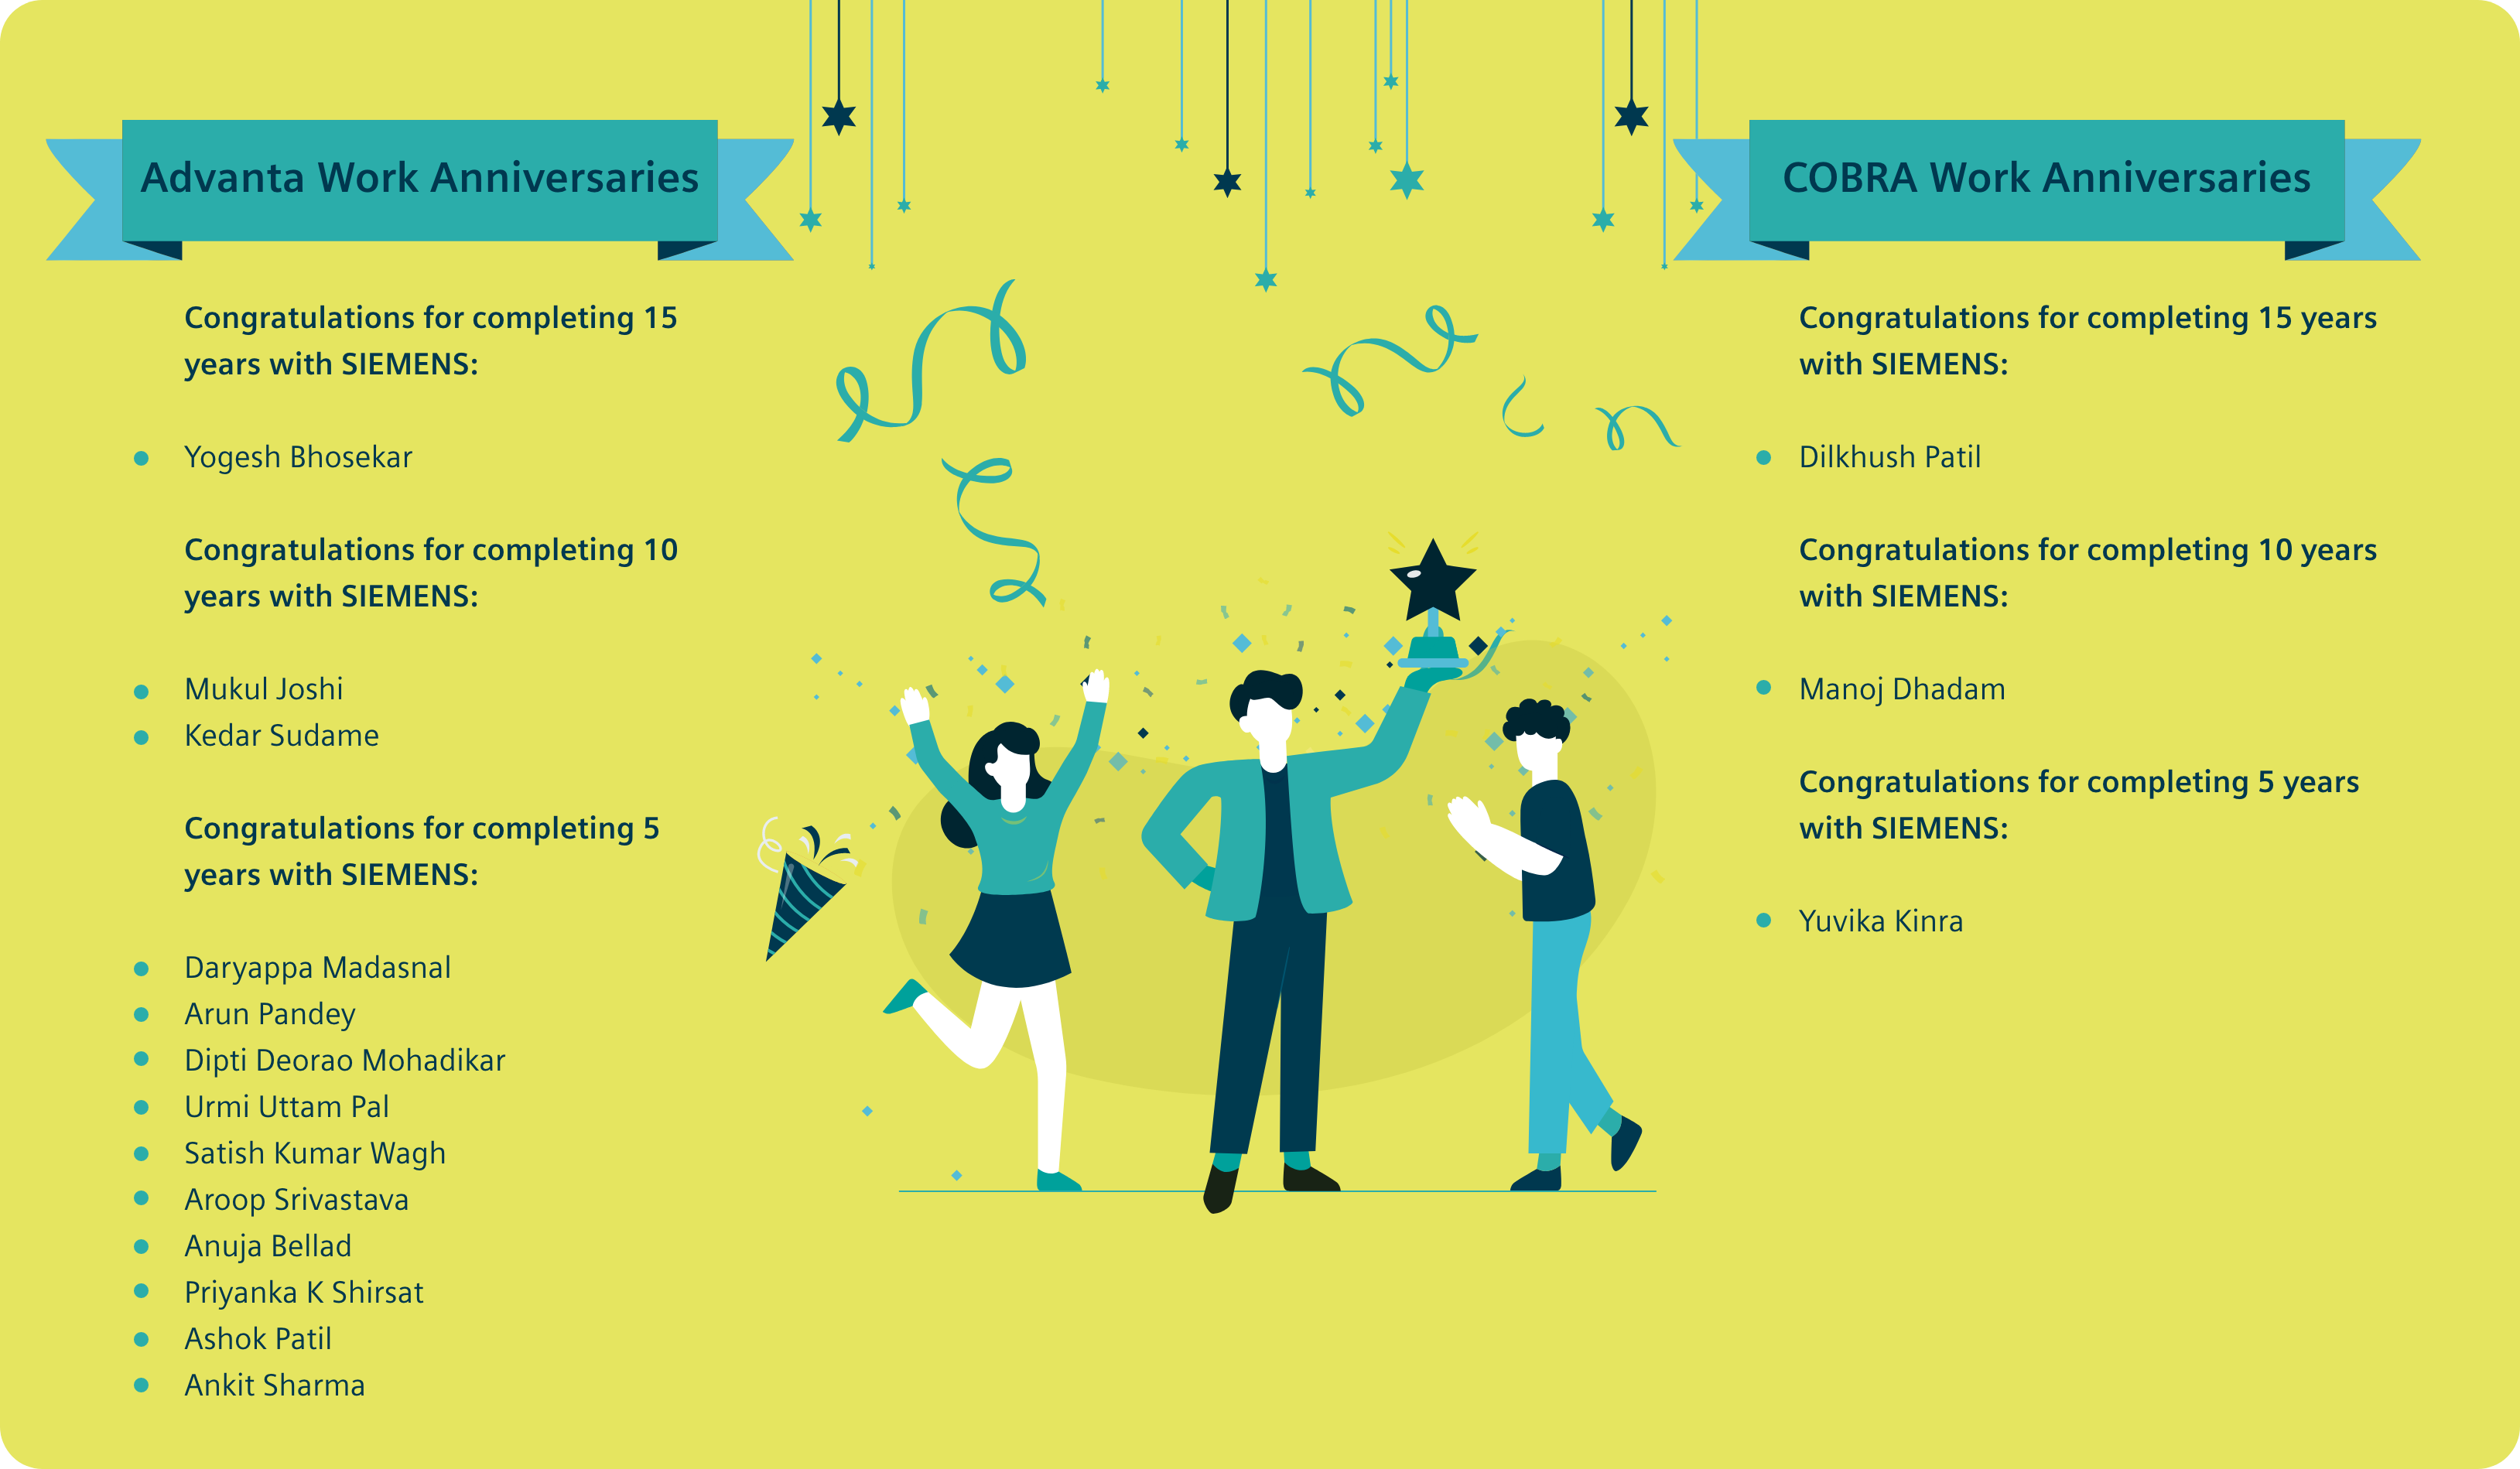 Advanta Work Anniversaries
Congratulations for completing 15
years with SIEMENS:
Yogesh Bhosekar
Congratulations for completing 10
years with SIEMENS:
Mukul Joshi
Kedar Sudame
Congratulations for completing 5
years with SIEMENS:
Daryappa Madasnal
Arun Pandey
Dipti Deorao Mohadikar
Urmi Uttam Pal
Satish Kumar Wagh
Aroop Srivastava
Anuja Bellad
Priyanka K Shirsat
Ashok Patil
Ankit Sharma
COBRA Work Anniversaries
Congratulations for completing 15 years
with SIEMENS:
Dilkhush Patil
Congratulations for completing 10 years
with SIEMENS:
Manoj Dhadam
Congratulations for completing 5 years
with SIEMENS:
Yuvika Kinra